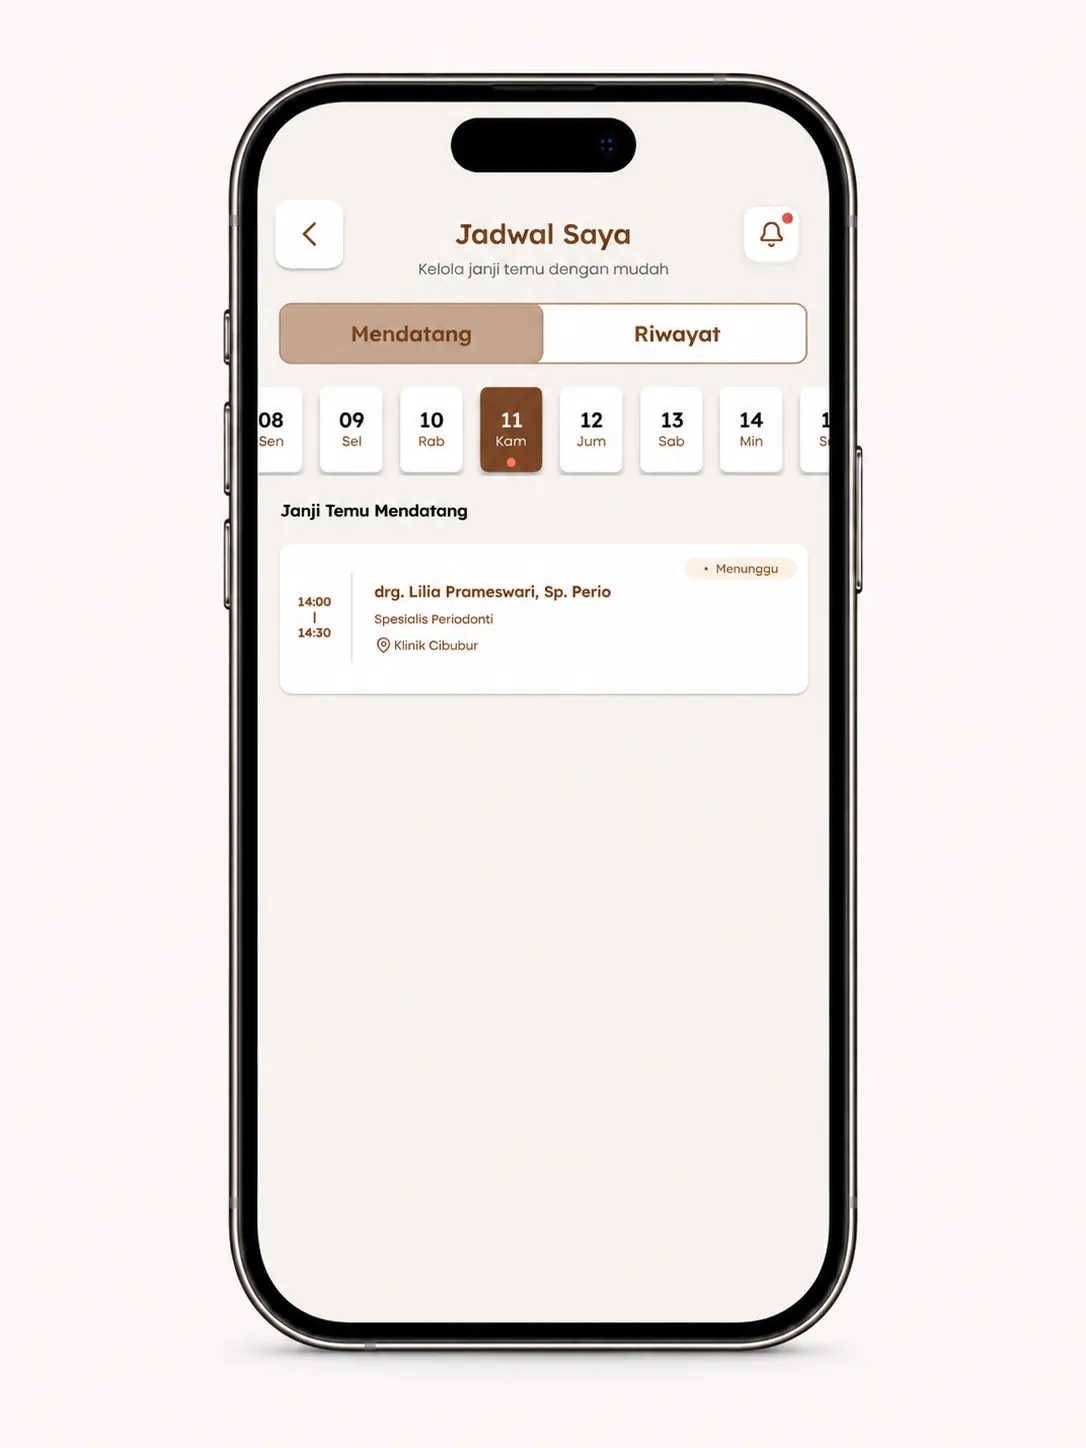 Jadwal Saya
Kelola janji temu dengan mudah
Mendatang
Riwayat
08 09 10 11 12 13 14
Sen Sel Rab Kam Jum Sab Min
Janji Temu Mendatang
• Menunggu
14:00
|
14:30
drg. Lilia Prameswari, Sp. Perio
Spesialis Periodonti
Klinik Cibubur